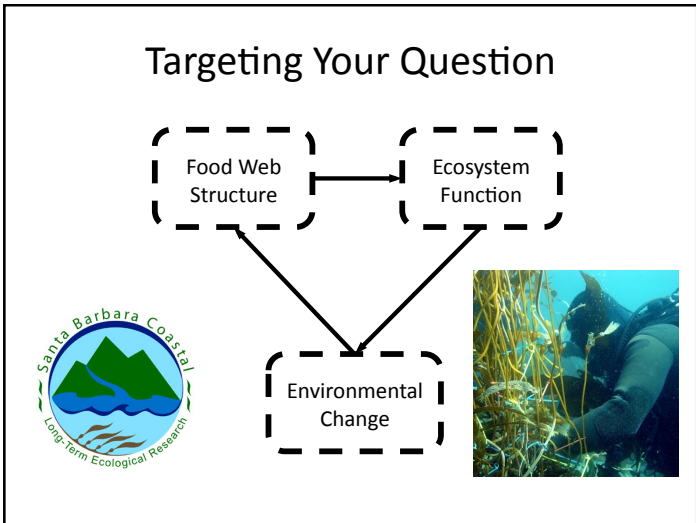 Targeting Your Question
Food Web
Structure
Ecosystem
Function
Environmental
Change
Santa Barbara Coastal
Long-Term Ecological Research